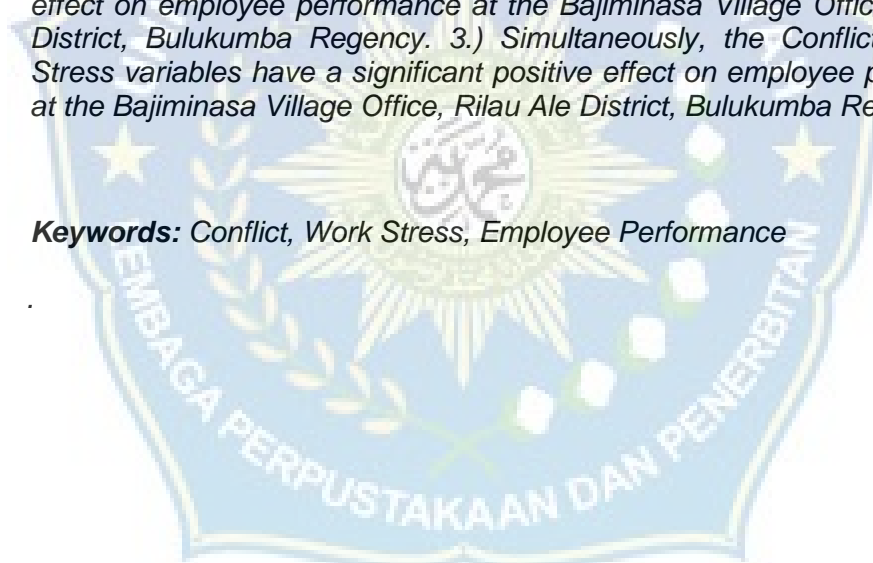 effect on employee performance at the Bajiminasa Village Offic
District, Bulukumba Regency. 3.) Simultaneously, the Conflict
Stress variables have a significant positive effect on employee p
at the Bajiminasa Village Office, Rilau Ale District, Bulukumba Re
Keywords: Conflict, Work Stress, Employee Performance
.
LEMBAGA PERPUSTAKAAN DAN PENERBITAN